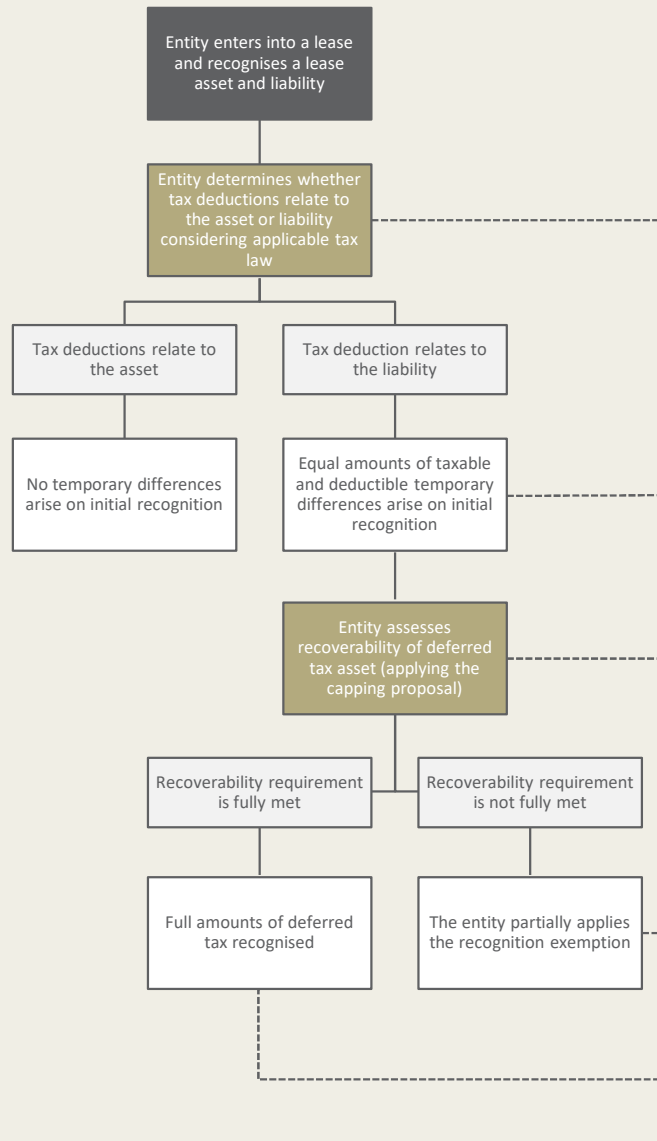 Entity enters into a lease
and recognises a lease
asset and liability
Entity determines whether
tax deductions relate to
the asset or liability
considering applicable tax
law
Tax deductions relate to
the asset
Tax deduction relates to
the liability
No temporary differences
arise on initial recognition
Equal amounts of taxable
and deductible temporary
differences arise on initial
recognition
Entity assesses
recoverability of deferred
tax asset (applying the
capping proposal)
Recoverability requirement
is fully met
Recoverability requirement
is not fully met
Full amounts of deferred
tax recognised
The entity partially applies
the recognition exemption